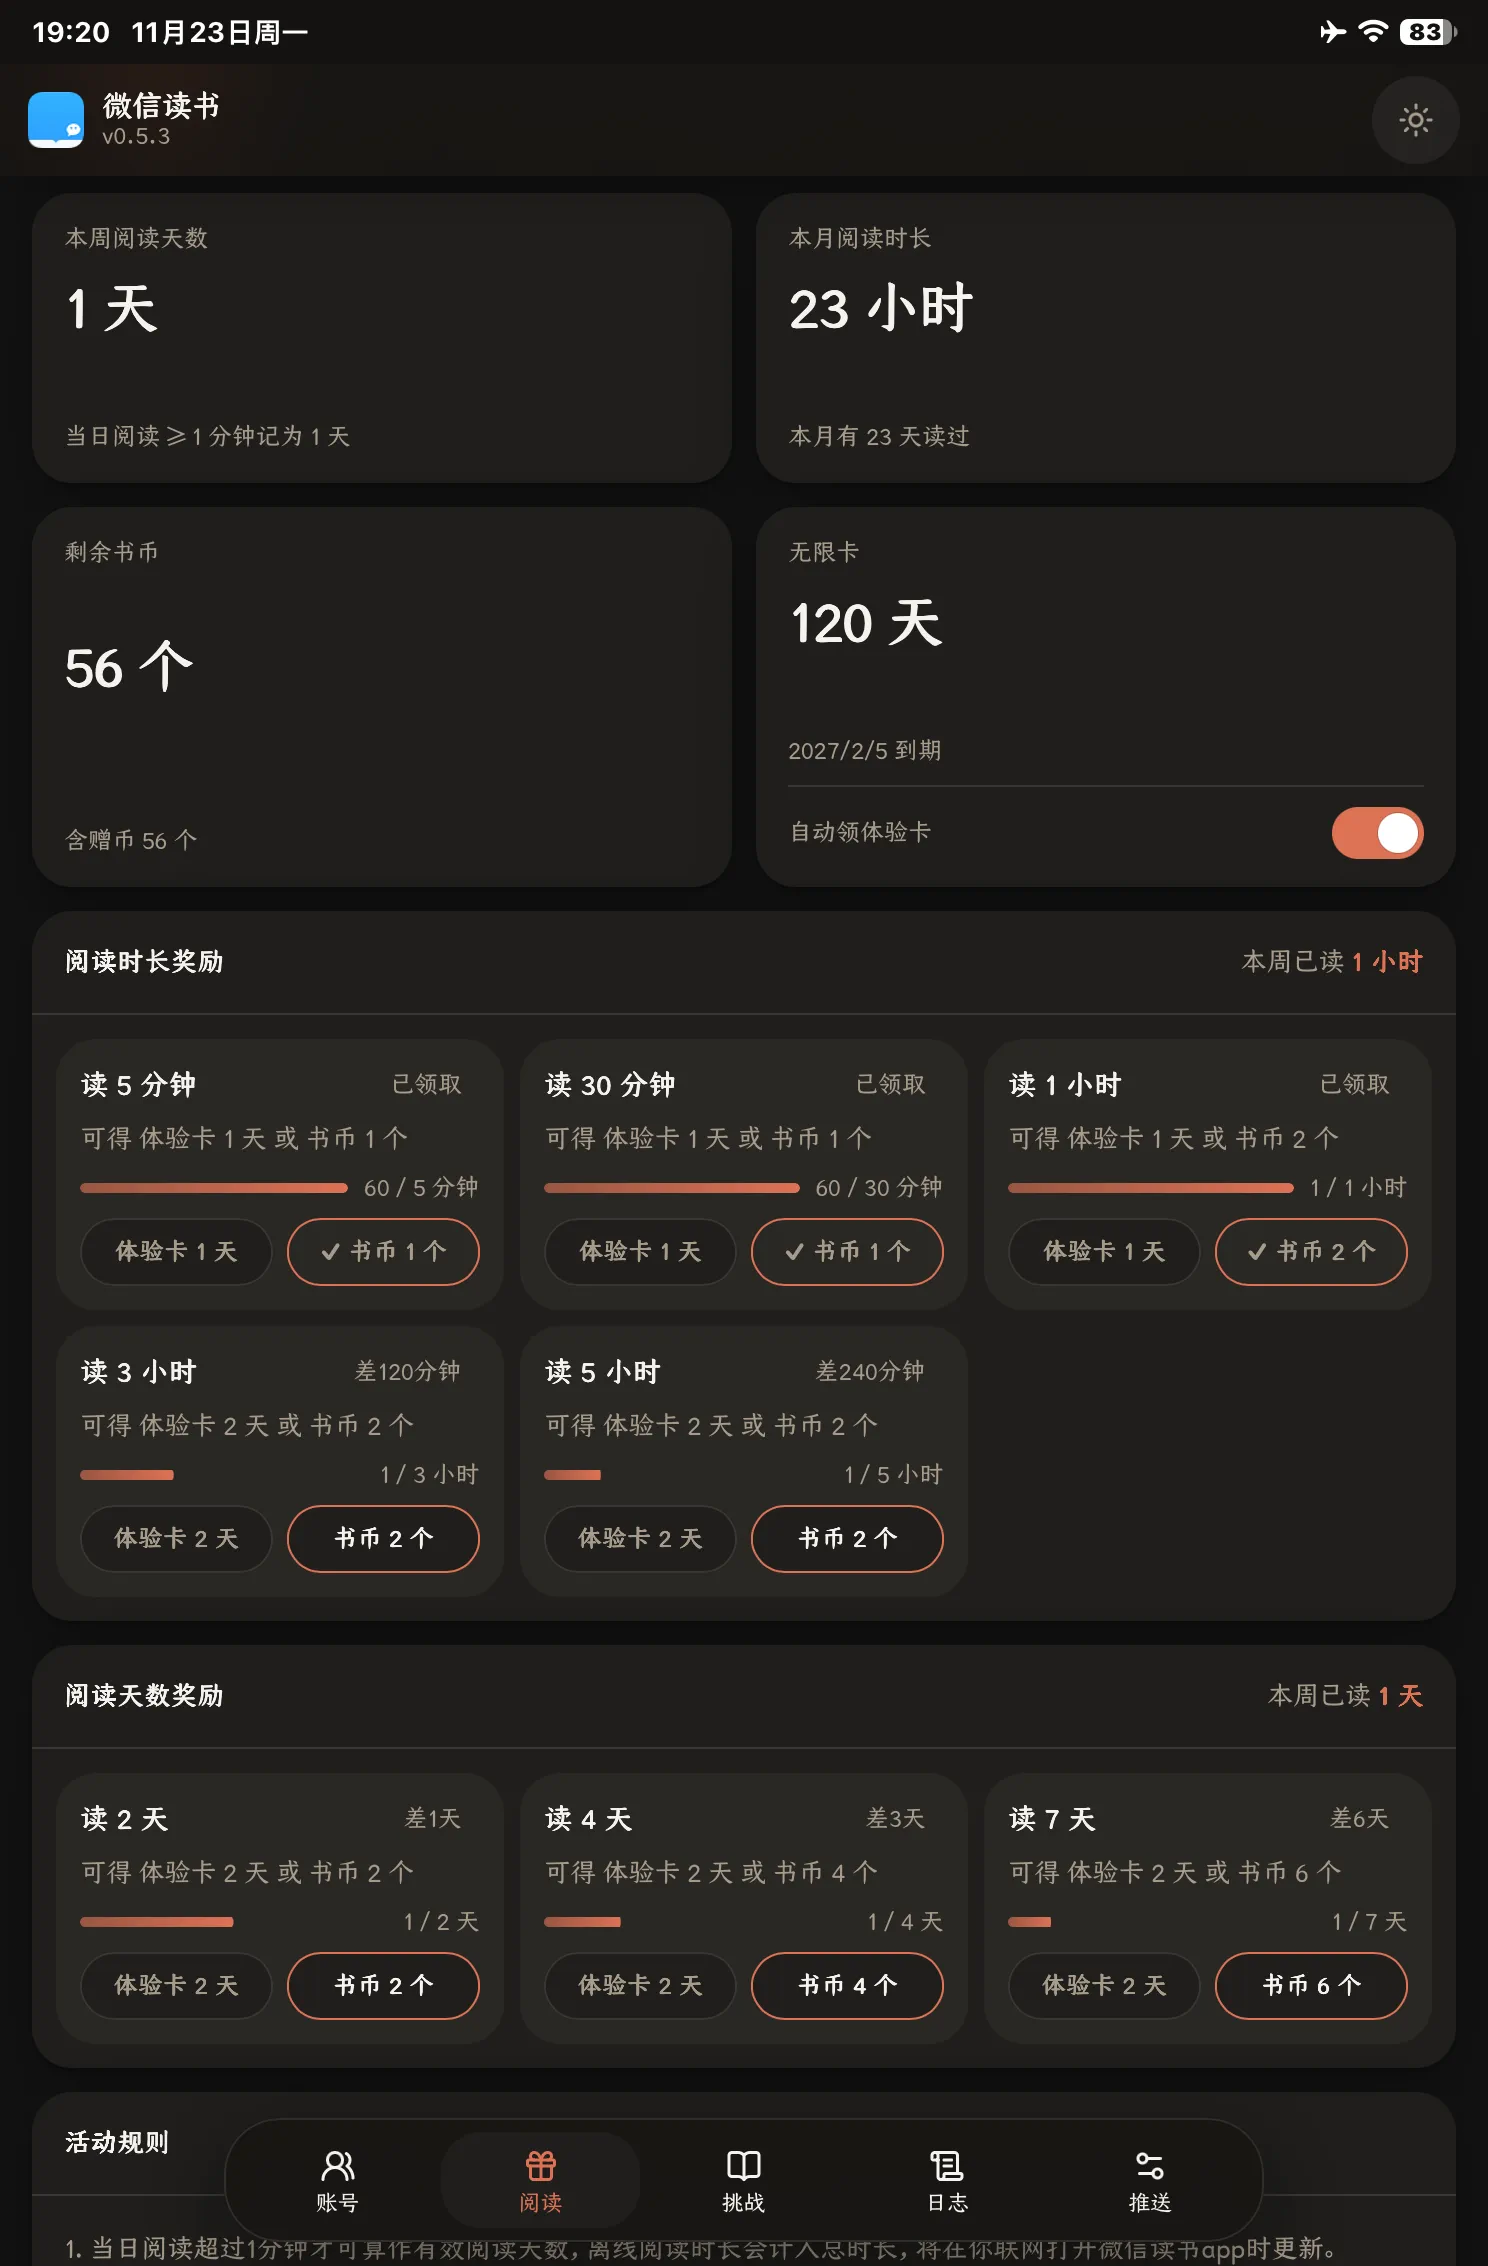 19:20 11月23日周一
83
微信读书
v0.5.3
本周阅读天数
1 天
当日阅读 ≥ 1 分钟记为 1 天
本月阅读时长
23 小时
本月有 23 天读过
剩余书币
56 个
含赠币 56 个
无限卡
120 天
2027/2/5 到期
自动领体验卡
阅读时长奖励
本周已读 1 小时
读 5 分钟 已领取
可得 体验卡 1 天 或 书币 1 个
60 / 5 分钟
体验卡 1 天 ✓ 书币 1 个
读 30 分钟 已领取
可得 体验卡 1 天 或 书币 1 个
60 / 30 分钟
体验卡 1 天 ✓ 书币 1 个
读 1 小时 已领取
可得 体验卡 1 天 或 书币 2 个
1 / 1 小时
体验卡 1 天 ✓ 书币 2 个
读 3 小时 差120分钟
可得 体验卡 2 天 或 书币 2 个
1 / 3 小时
体验卡 2 天 书币 2 个
读 5 小时 差240分钟
可得 体验卡 2 天 或 书币 2 个
1 / 5 小时
体验卡 2 天 书币 2 个
阅读天数奖励
本周已读 1 天
读 2 天 差1天
可得 体验卡 2 天 或 书币 2 个
1 / 2 天
体验卡 2 天 书币 2 个
读 4 天 差3天
可得 体验卡 2 天 或 书币 4 个
1 / 4 天
体验卡 2 天 书币 4 个
读 7 天 差6天
可得 体验卡 2 天 或 书币 6 个
1 / 7 天
体验卡 2 天 书币 6 个
活动规则
1. 当日阅读超过1分钟才可算作有效阅读天数, 离线阅读时长会计入总时长, 将在你联网打开微信读书app时更新。
账号 阅读 挑战 日志 推送